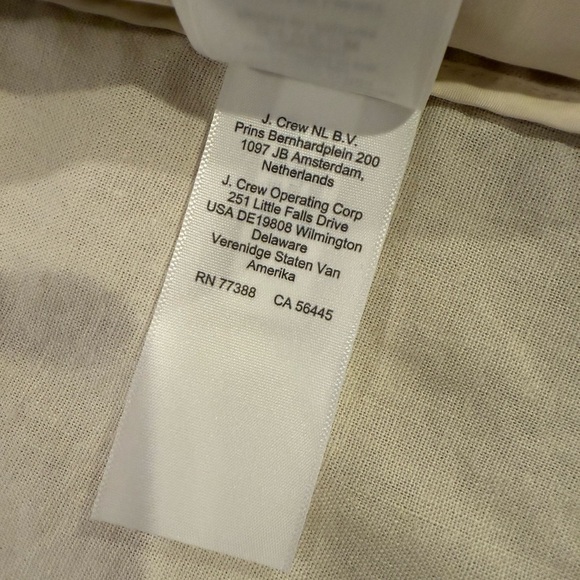 J. Crew NL B.V.
Prins Bernhardplein 200
1097 JB Amsterdam,
Netherlands
J. Crew Operating Corp
251 Little Falls Drive
USA DE19808 Wilmington
Delaware
Verenidge Staten Van
Amerika
RN 77388 CA 56445